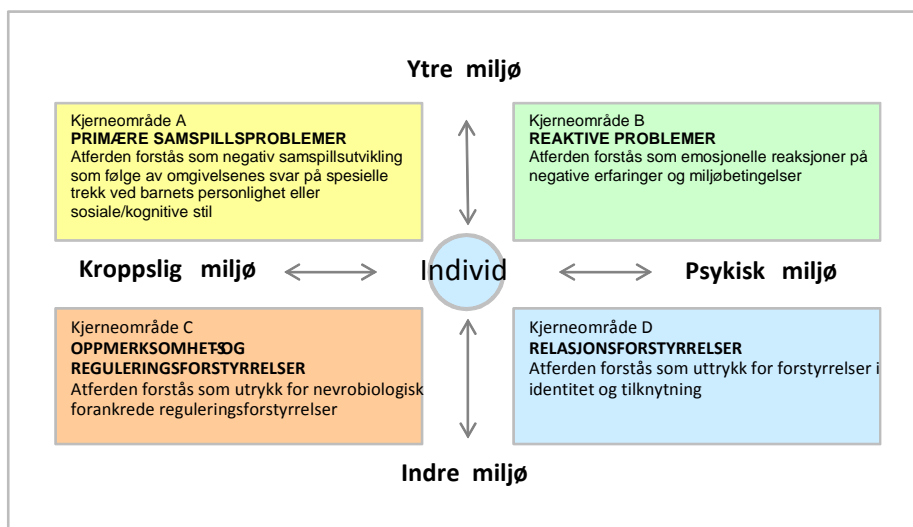 Ytre miljø
Kjerneområde A
PRIMÆRE SAMSPILLSPROBLEMER
Atferden forstås som negativ samspillsutvikling
som følge av omgivelsenes svar på spesielle
trekk ved barnets personlighet eller
sosiale/kognitive stil
Kjerneområde B
REAKTIVE PROBLEMER
Atferden forstås som emosjonelle reaksjoner på
negative erfaringer og miljøbetingelser
Kroppslig miljø
Individ
Psykisk miljø
Kjerneområde C
OPPMERKSOMHETS-OG
REGULERINGSFORSTYRRELSER
Atferden forstås som utrykk for nevrobiologisk
forankrede reguleringsforstyrrelser
Kjerneområde D
RELASJONSFORSTYRRELSER
Atferden forstås som uttrykk for forstyrrelser i
identitet og tilknytning
Indre miljø